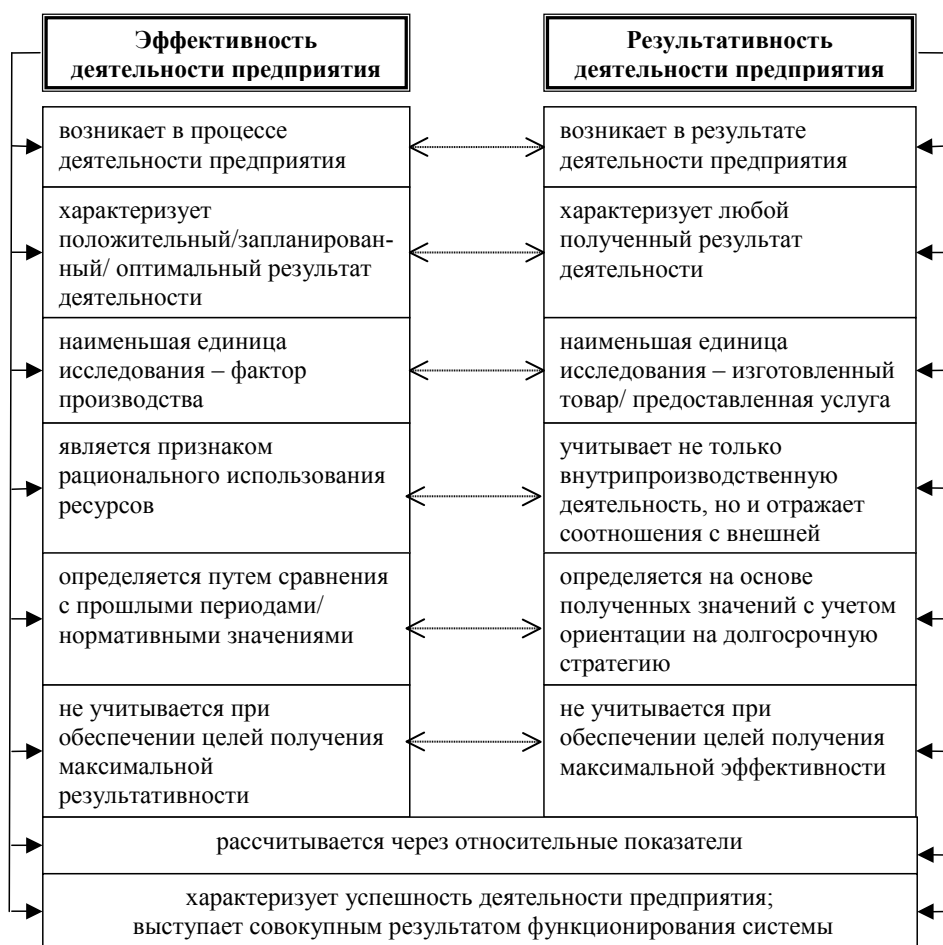 Эффективность
деятельности предприятия
Результативность
деятельности предприятия
возникает в процессе
деятельности предприятия
возникает в результате
деятельности предприятия
характеризует
положительный/запланирован-
ный/ оптимальный результат
деятельности
характеризует любой
полученный результат
деятельности
наименьшая единица
исследования – фактор
производства
наименьшая единица
исследования – изготовленный
товар/ предоставленная услуга
является признаком
рационального использования
ресурсов
учитывает не только
внутрипроизводственную
деятельность, но и отражает
соотношения с внешней
определяется путем сравнения
с прошлыми периодами/
нормативными значениями
определяется на основе
полученных значений с учетом
ориентации на долгосрочную
стратегию
не учитывается при
обеспечении целей получения
максимальной
результативности
не учитывается при
обеспечении целей получения
максимальной эффективности
рассчитывается через относительные показатели
характеризует успешность деятельности предприятия;
выступает совокупным результатом функционирования системы